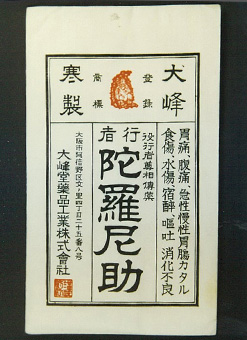 大峰
登録
商標
寒製
胃痛、腹痛、急性慢性胃腸カタル
食傷、水傷、宿醉、嘔吐、消化不良
役行者尊相傳薬
陀羅尼助
行者
大阪市阿倍野区文ノ里四丁目二十五番八号
大峰堂薬品工業株式會社